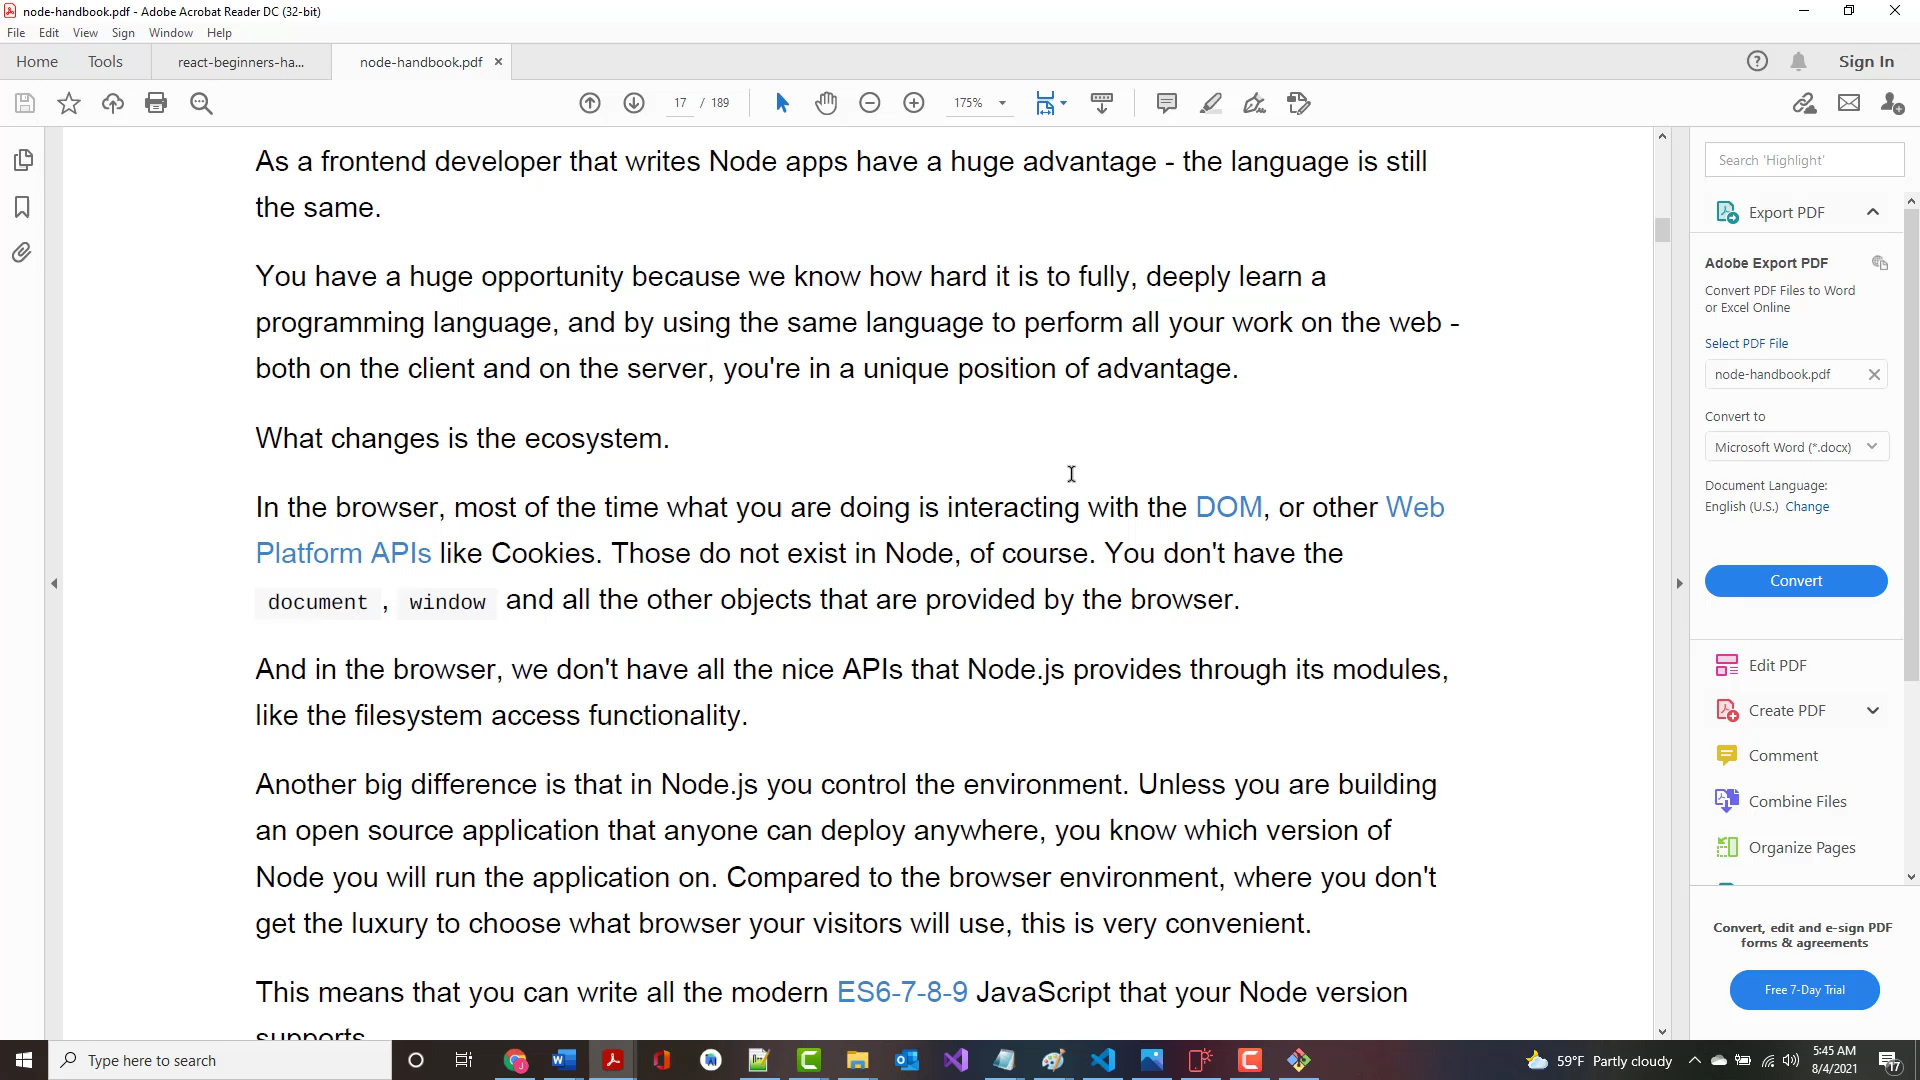 node-handbook.pdf - Adobe Acrobat Reader DC (32-bit)
File Edit View Sign Window Help
Home Tools react-beginners-ha... node-handbook.pdf Sign In
17 / 189 175%
As a frontend developer that writes Node apps have a huge advantage - the language is still
the same.
You have a huge opportunity because we know how hard it is to fully, deeply learn a
programming language, and by using the same language to perform all your work on the web -
both on the client and on the server, you're in a unique position of advantage.
What changes is the ecosystem.
In the browser, most of the time what you are doing is interacting with the DOM, or other Web
Platform APIs like Cookies. Those do not exist in Node, of course. You don't have the
document , window and all the other objects that are provided by the browser.
And in the browser, we don't have all the nice APIs that Node.js provides through its modules,
like the filesystem access functionality.
Another big difference is that in Node.js you control the environment. Unless you are building
an open source application that anyone can deploy anywhere, you know which version of
Node you will run the application on. Compared to the browser environment, where you don't
get the luxury to choose what browser your visitors will use, this is very convenient.
This means that you can write all the modern ES6-7-8-9 JavaScript that your Node version
supports
Search 'Highlight'
Export PDF
Adobe Export PDF
Convert PDF Files to Word
or Excel Online
Select PDF File
node-handbook.pdf
Convert to
Microsoft Word (*.docx)
Document Language:
English (U.S.) Change
Convert
Edit PDF
Create PDF
Comment
Combine Files
Organize Pages
Convert, edit and e-sign PDF
forms & agreements
Free 7-Day Trial
Type here to search
59°F Partly cloudy
5:45 AM
8/4/2021
17